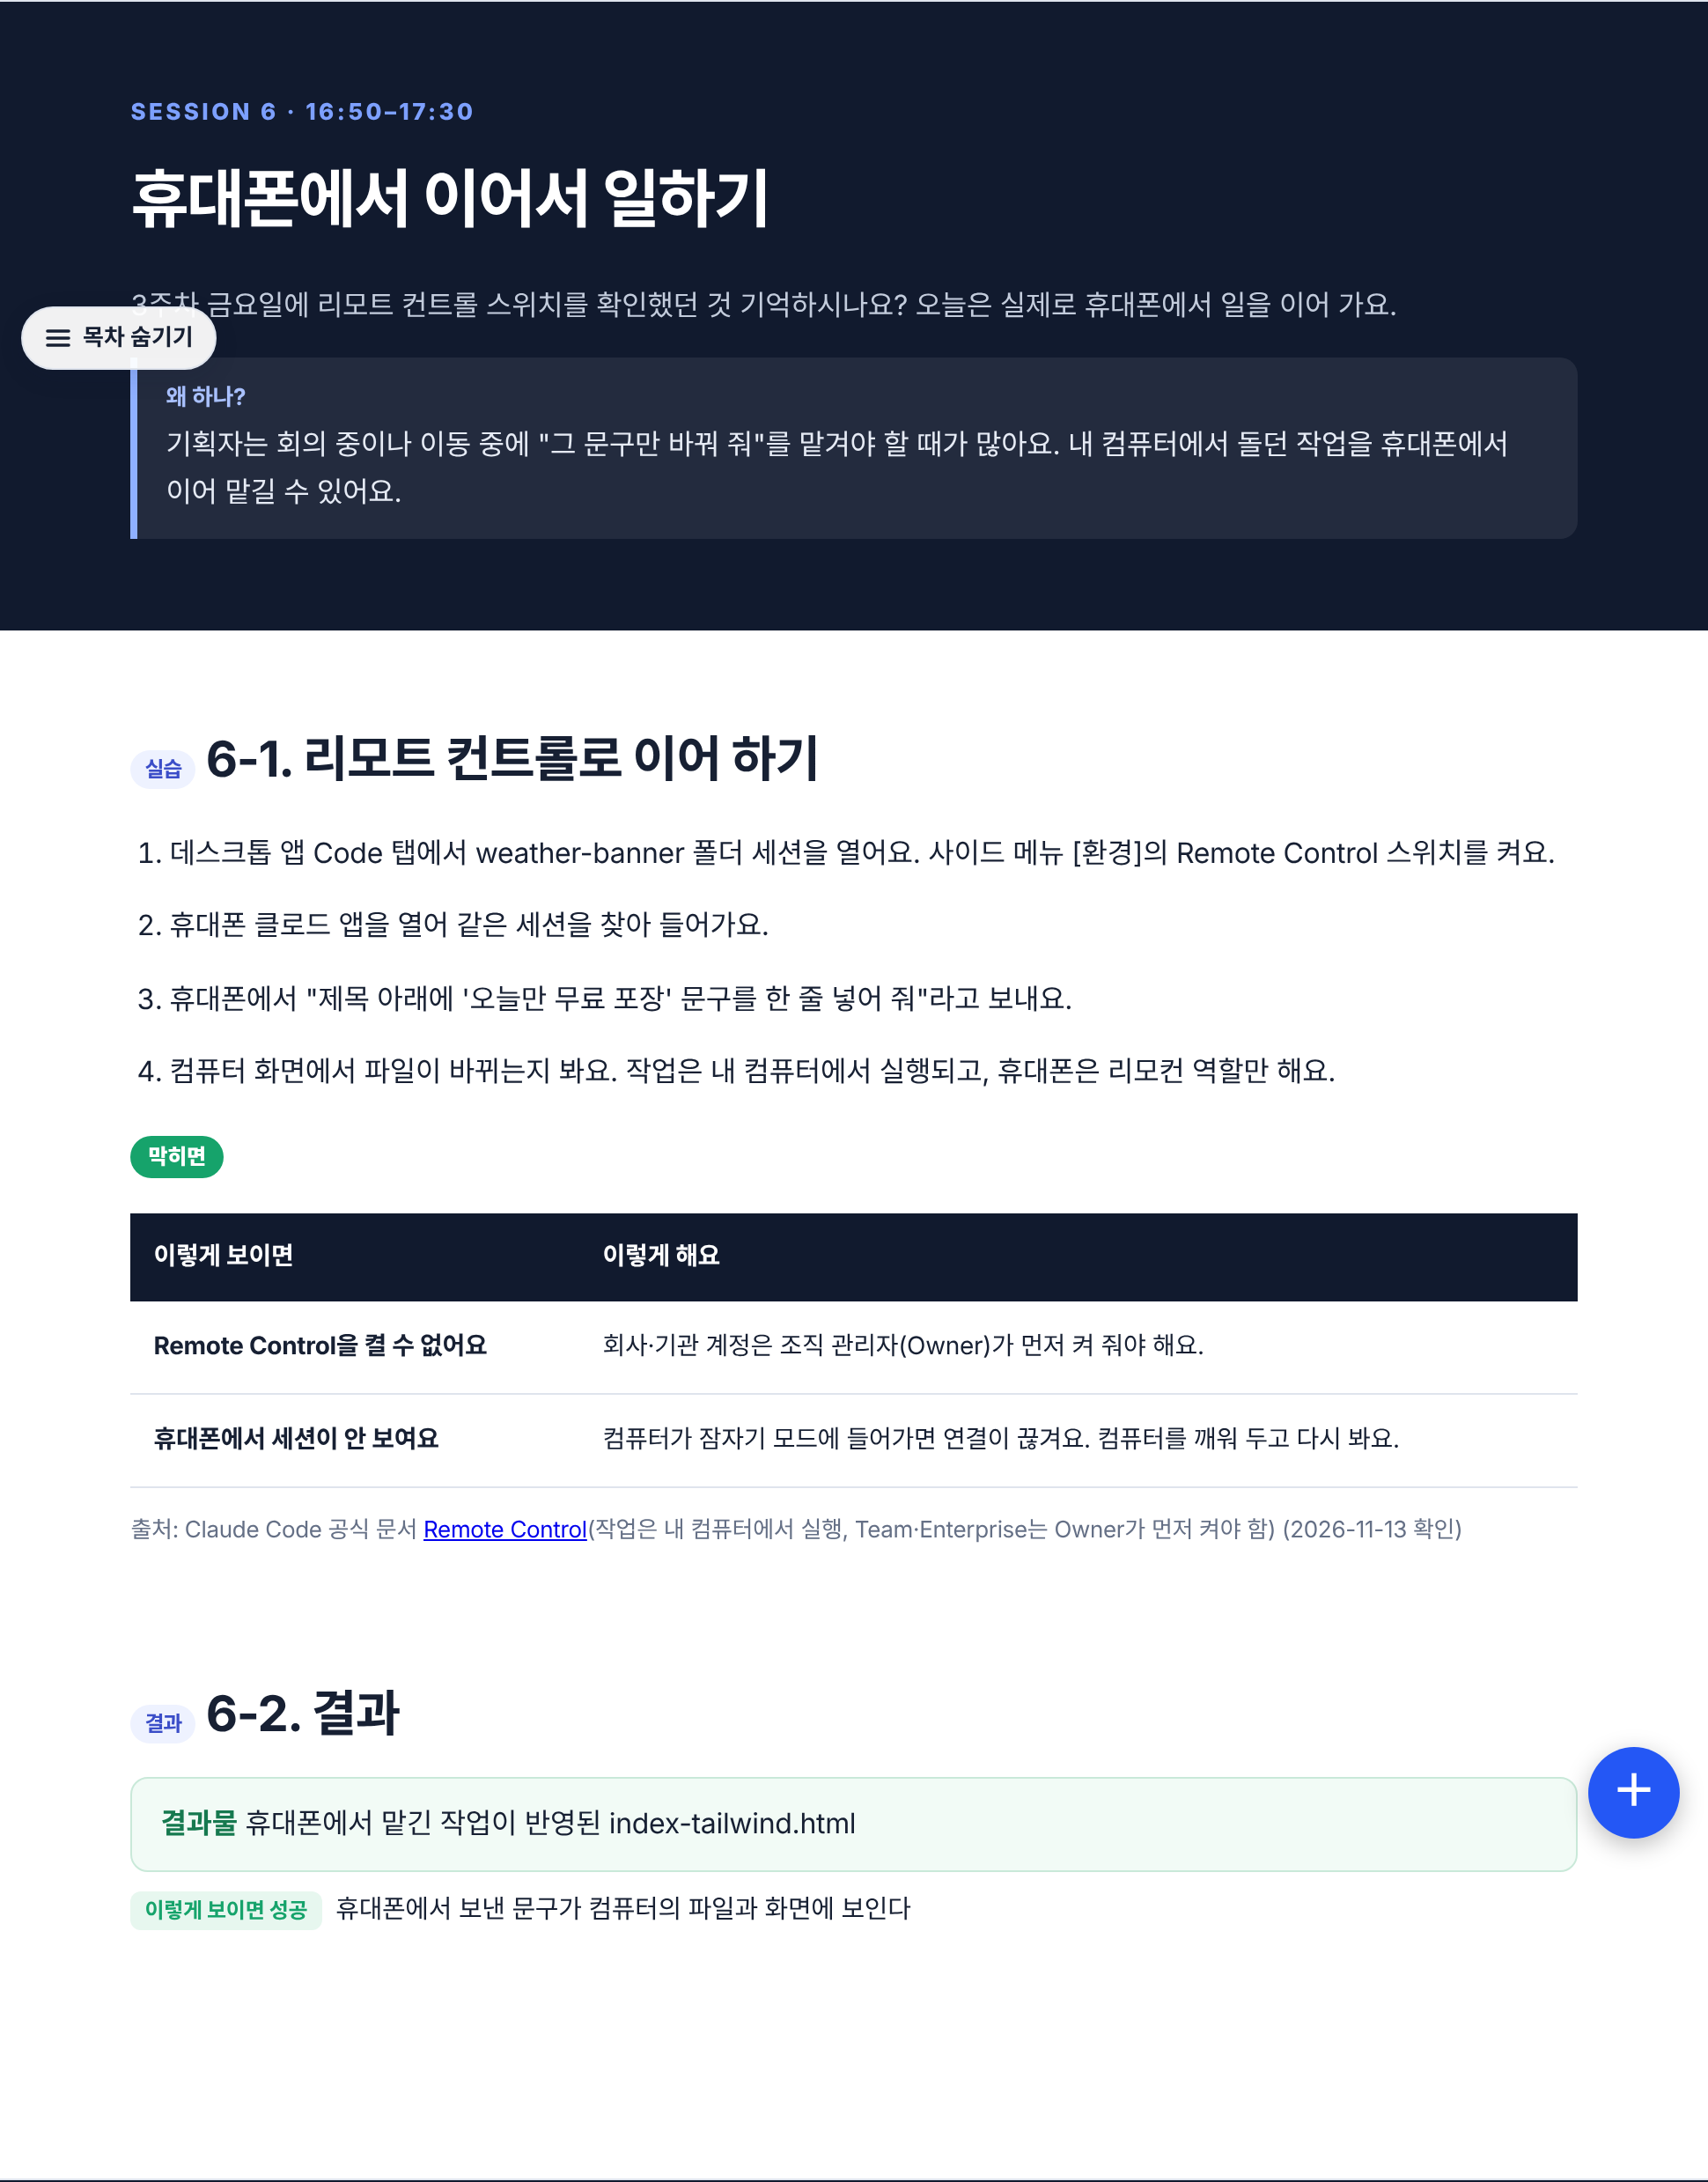 SESSION 6 · 16:50–17:30
휴대폰에서 이어서 일하기
3주차 금요일에 리모트 컨트롤 스위치를 확인했던 것 기억하시나요? 오늘은 실제로 휴대폰에서 일을 이어 가요.
목차 숨기기
왜 하나?
기획자는 회의 중이나 이동 중에 "그 문구만 바꿔 줘"를 맡겨야 할 때가 많아요. 내 컴퓨터에서 돌던 작업을 휴대폰에서
이어 맡길 수 있어요.
실습 6-1. 리모트 컨트롤로 이어 하기
1. 데스크톱 앱 Code 탭에서 weather-banner 폴더 세션을 열어요. 사이드 메뉴 [환경]의 Remote Control 스위치를 켜요.
2. 휴대폰 클로드 앱을 열어 같은 세션을 찾아 들어가요.
3. 휴대폰에서 "제목 아래에 '오늘만 무료 포장' 문구를 한 줄 넣어 줘"라고 보내요.
4. 컴퓨터 화면에서 파일이 바뀌는지 봐요. 작업은 내 컴퓨터에서 실행되고, 휴대폰은 리모컨 역할만 해요.
막히면
이렇게 보이면 이렇게 해요
Remote Control을 켤 수 없어요 회사·기관 계정은 조직 관리자(Owner)가 먼저 켜 줘야 해요.
휴대폰에서 세션이 안 보여요 컴퓨터가 잠자기 모드에 들어가면 연결이 끊겨요. 컴퓨터를 깨워 두고 다시 봐요.
출처: Claude Code 공식 문서 Remote Control(작업은 내 컴퓨터에서 실행, Team·Enterprise는 Owner가 먼저 켜야 함) (2026-11-13 확인)
결과 6-2. 결과
결과물 휴대폰에서 맡긴 작업이 반영된 index-tailwind.html
이렇게 보이면 성공 휴대폰에서 보낸 문구가 컴퓨터의 파일과 화면에 보인다